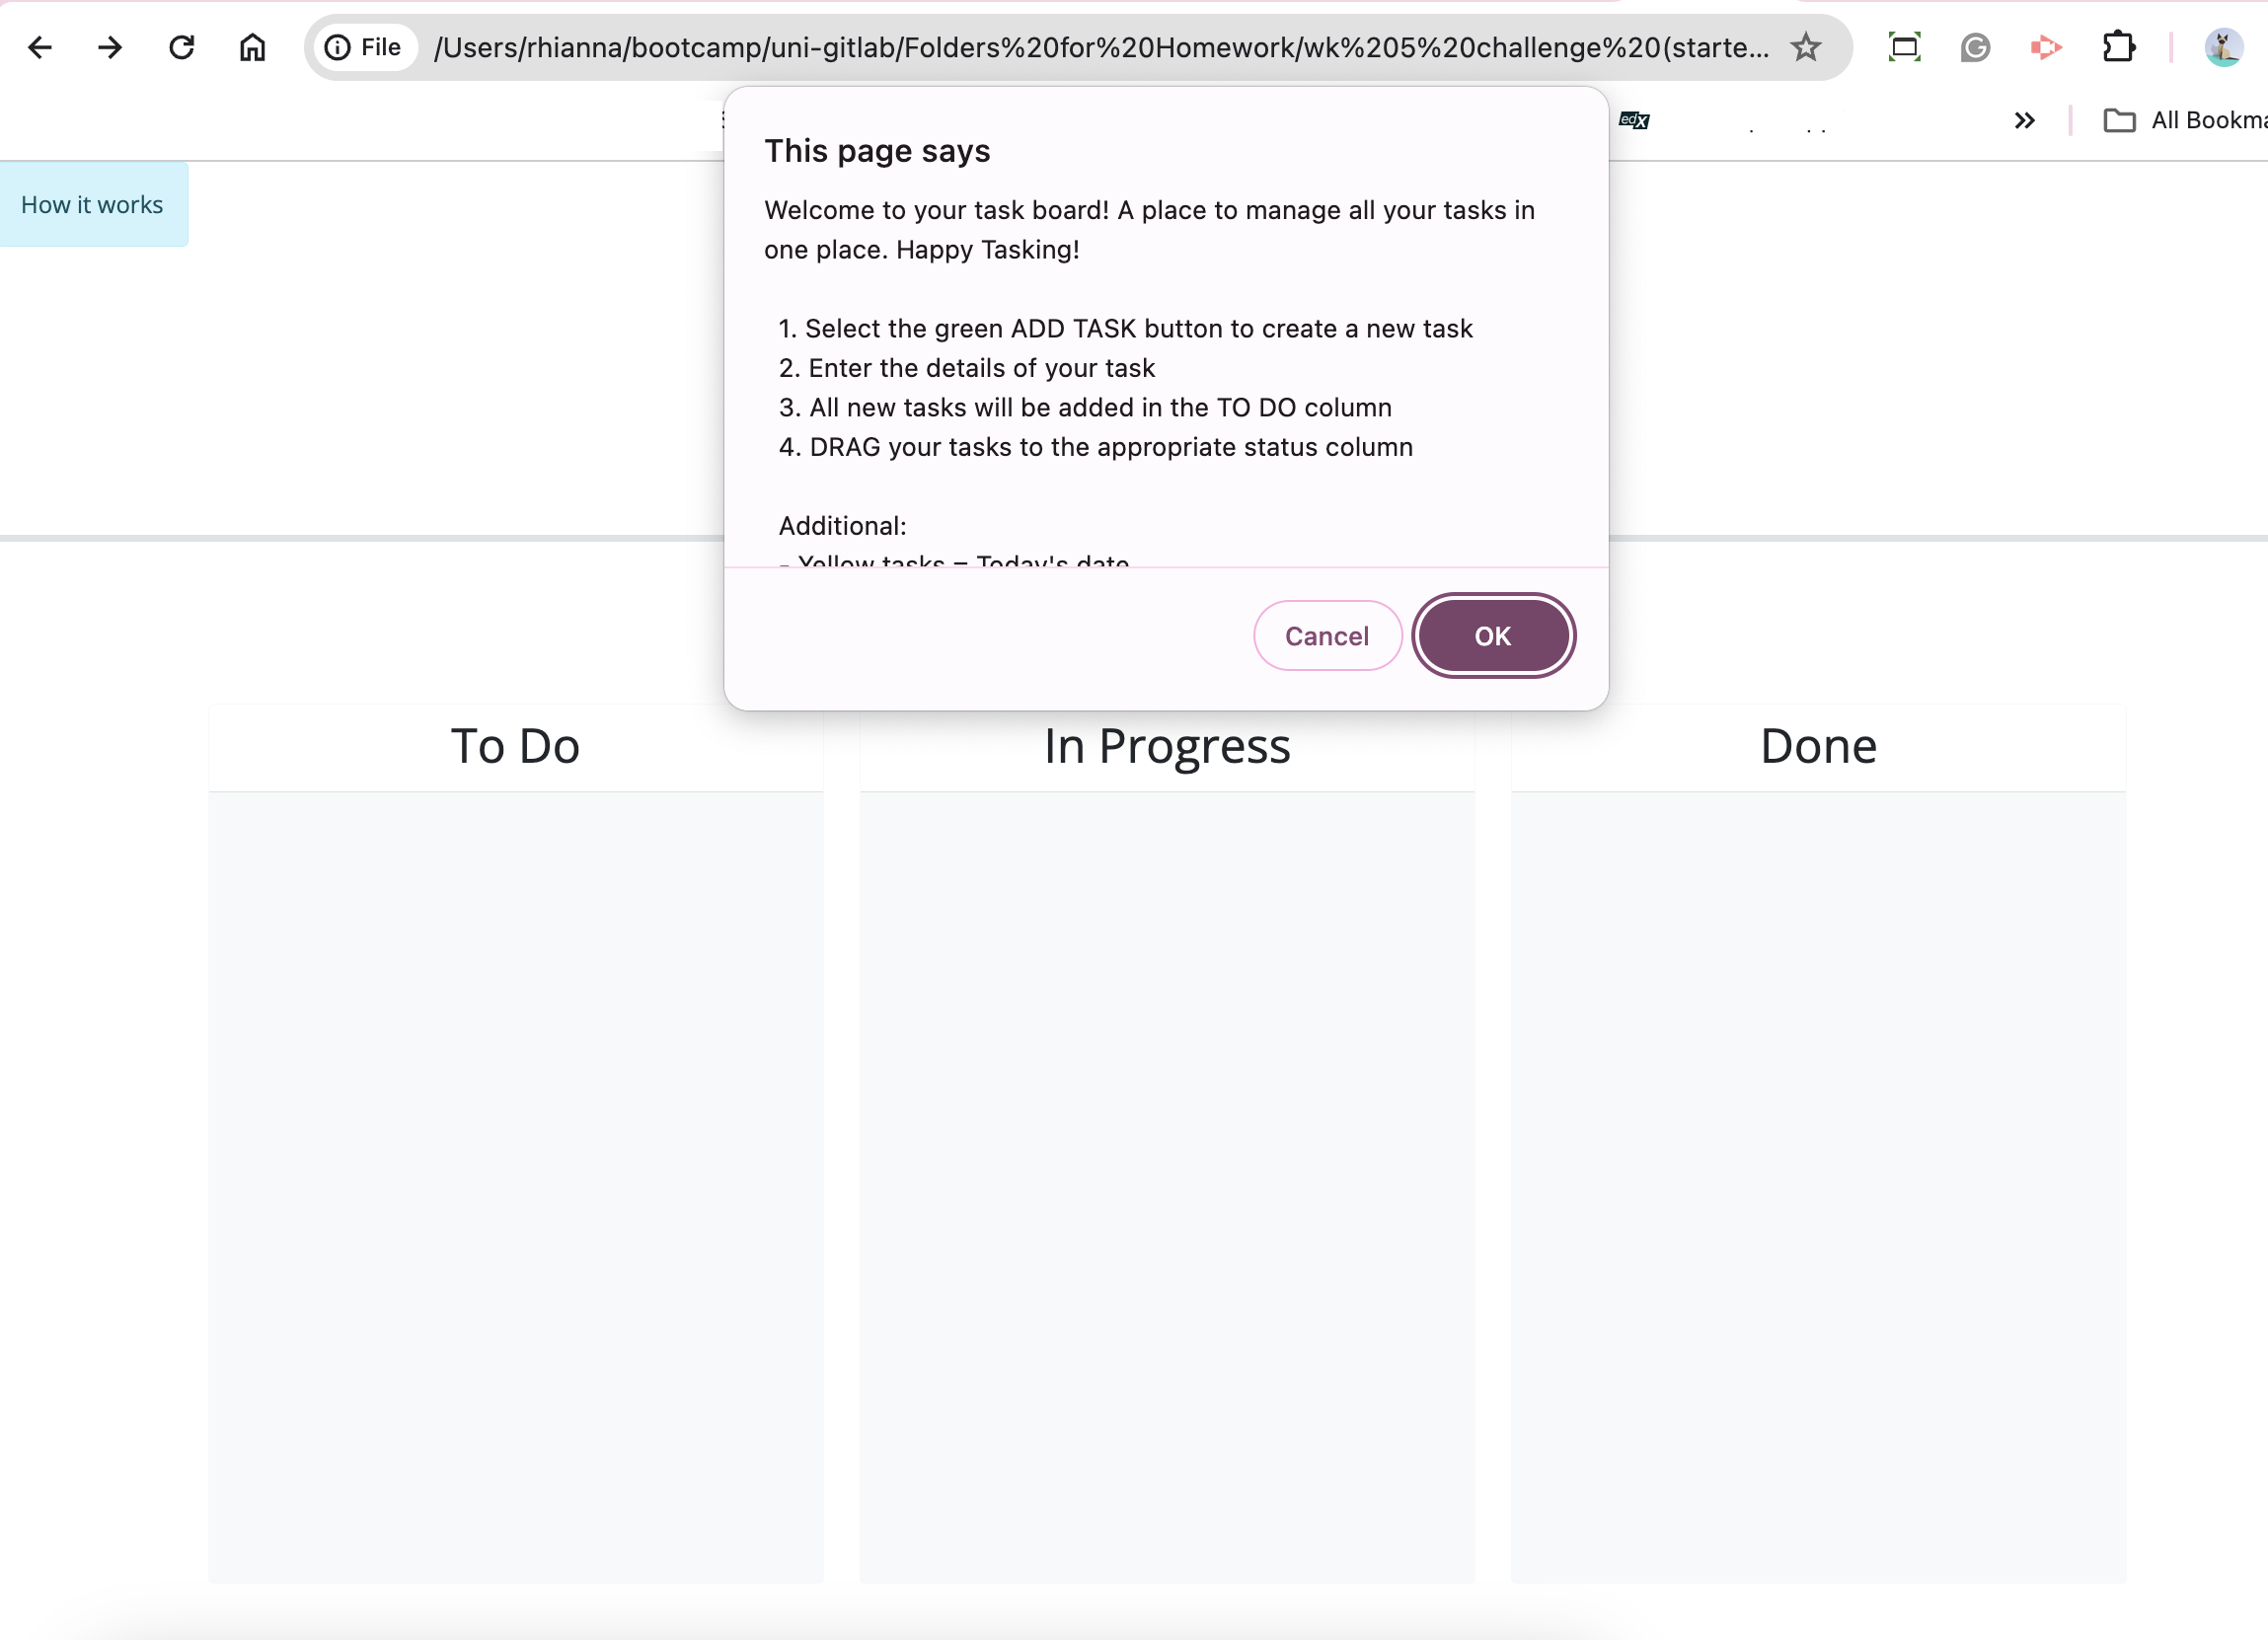 File
/Users/rhianna/bootcamp/uni-gitlab/Folders%20for%20Homework/wk%205%20challenge%20(starte...
edX
All Bookma
How it works
This page says
Welcome to your task board! A place to manage all your tasks in
one place. Happy Tasking!
1. Select the green ADD TASK button to create a new task
2. Enter the details of your task
3. All new tasks will be added in the TO DO column
4. DRAG your tasks to the appropriate status column
Additional:
- Yellow tasks = Today's date
Cancel
OK
To Do
In Progress
Done